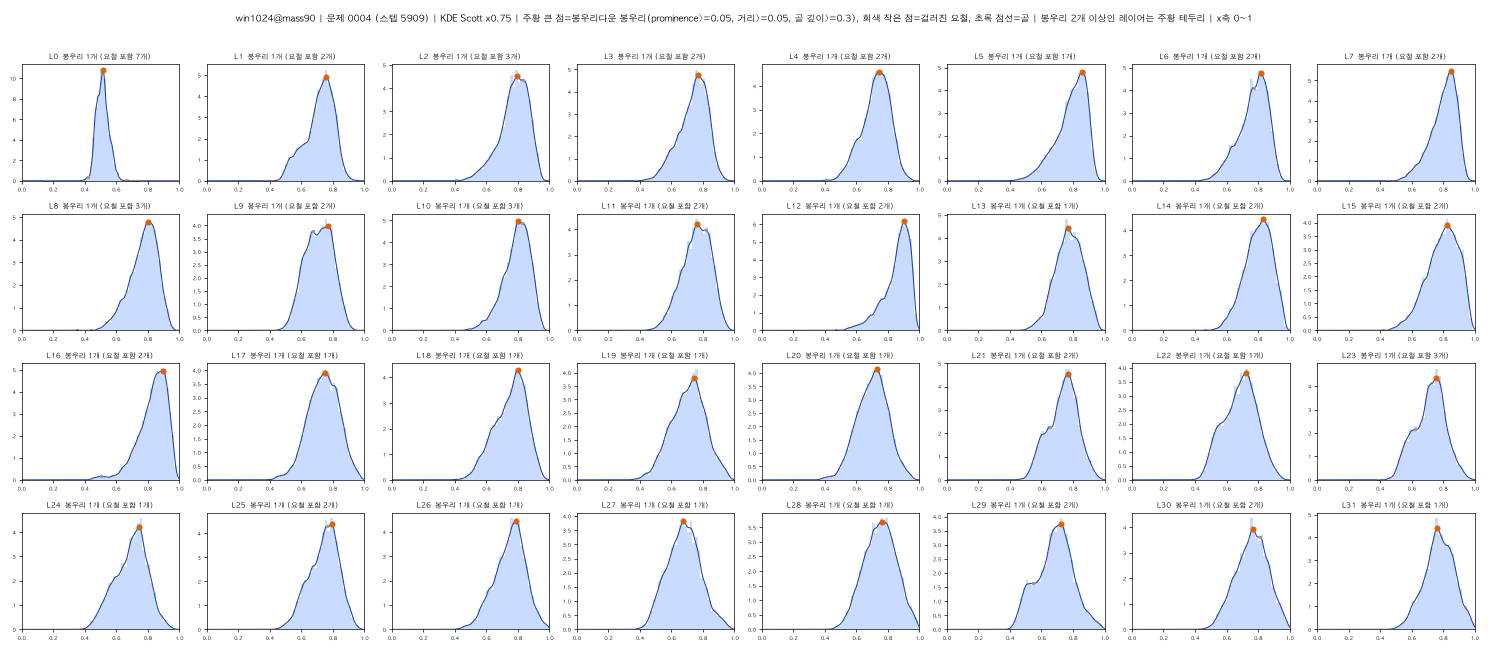 win1024@mass90 | 문제 0004 (스텝 5909) | KDE Scott x0.75 | 주황 큰 점=봉우리다운 봉우리(prominence>=0.05, 거리>=0.05, 골 깊이>=0.3), 회색 작은 점=걸러진 요철, 초록 점선=골 | 봉우리 2개 이상인 레이어는 주황 테두리 | x축 0~1
L0 봉우리 1개 (요철 포함 7개)
L1 봉우리 1개 (요철 포함 2개)
L2 봉우리 1개 (요철 포함 3개)
L3 봉우리 1개 (요철 포함 2개)
L4 봉우리 1개 (요철 포함 2개)
L5 봉우리 1개 (요철 포함 1개)
L6 봉우리 1개 (요철 포함 2개)
L7 봉우리 1개 (요철 포함 2개)
L8 봉우리 1개 (요철 포함 3개)
L9 봉우리 1개 (요철 포함 2개)
L10 봉우리 1개 (요철 포함 3개)
L11 봉우리 1개 (요철 포함 2개)
L12 봉우리 1개 (요철 포함 2개)
L13 봉우리 1개 (요철 포함 1개)
L14 봉우리 1개 (요철 포함 2개)
L15 봉우리 1개 (요철 포함 2개)
L16 봉우리 1개 (요철 포함 2개)
L17 봉우리 1개 (요철 포함 1개)
L18 봉우리 1개 (요철 포함 1개)
L19 봉우리 1개 (요철 포함 1개)
L20 봉우리 1개 (요철 포함 1개)
L21 봉우리 1개 (요철 포함 2개)
L22 봉우리 1개 (요철 포함 1개)
L23 봉우리 1개 (요철 포함 3개)
L24 봉우리 1개 (요철 포함 1개)
L25 봉우리 1개 (요철 포함 2개)
L26 봉우리 1개 (요철 포함 1개)
L27 봉우리 1개 (요철 포함 1개)
L28 봉우리 1개 (요철 포함 1개)
L29 봉우리 1개 (요철 포함 2개)
L30 봉우리 1개 (요철 포함 2개)
L31 봉우리 1개 (요철 포함 1개)